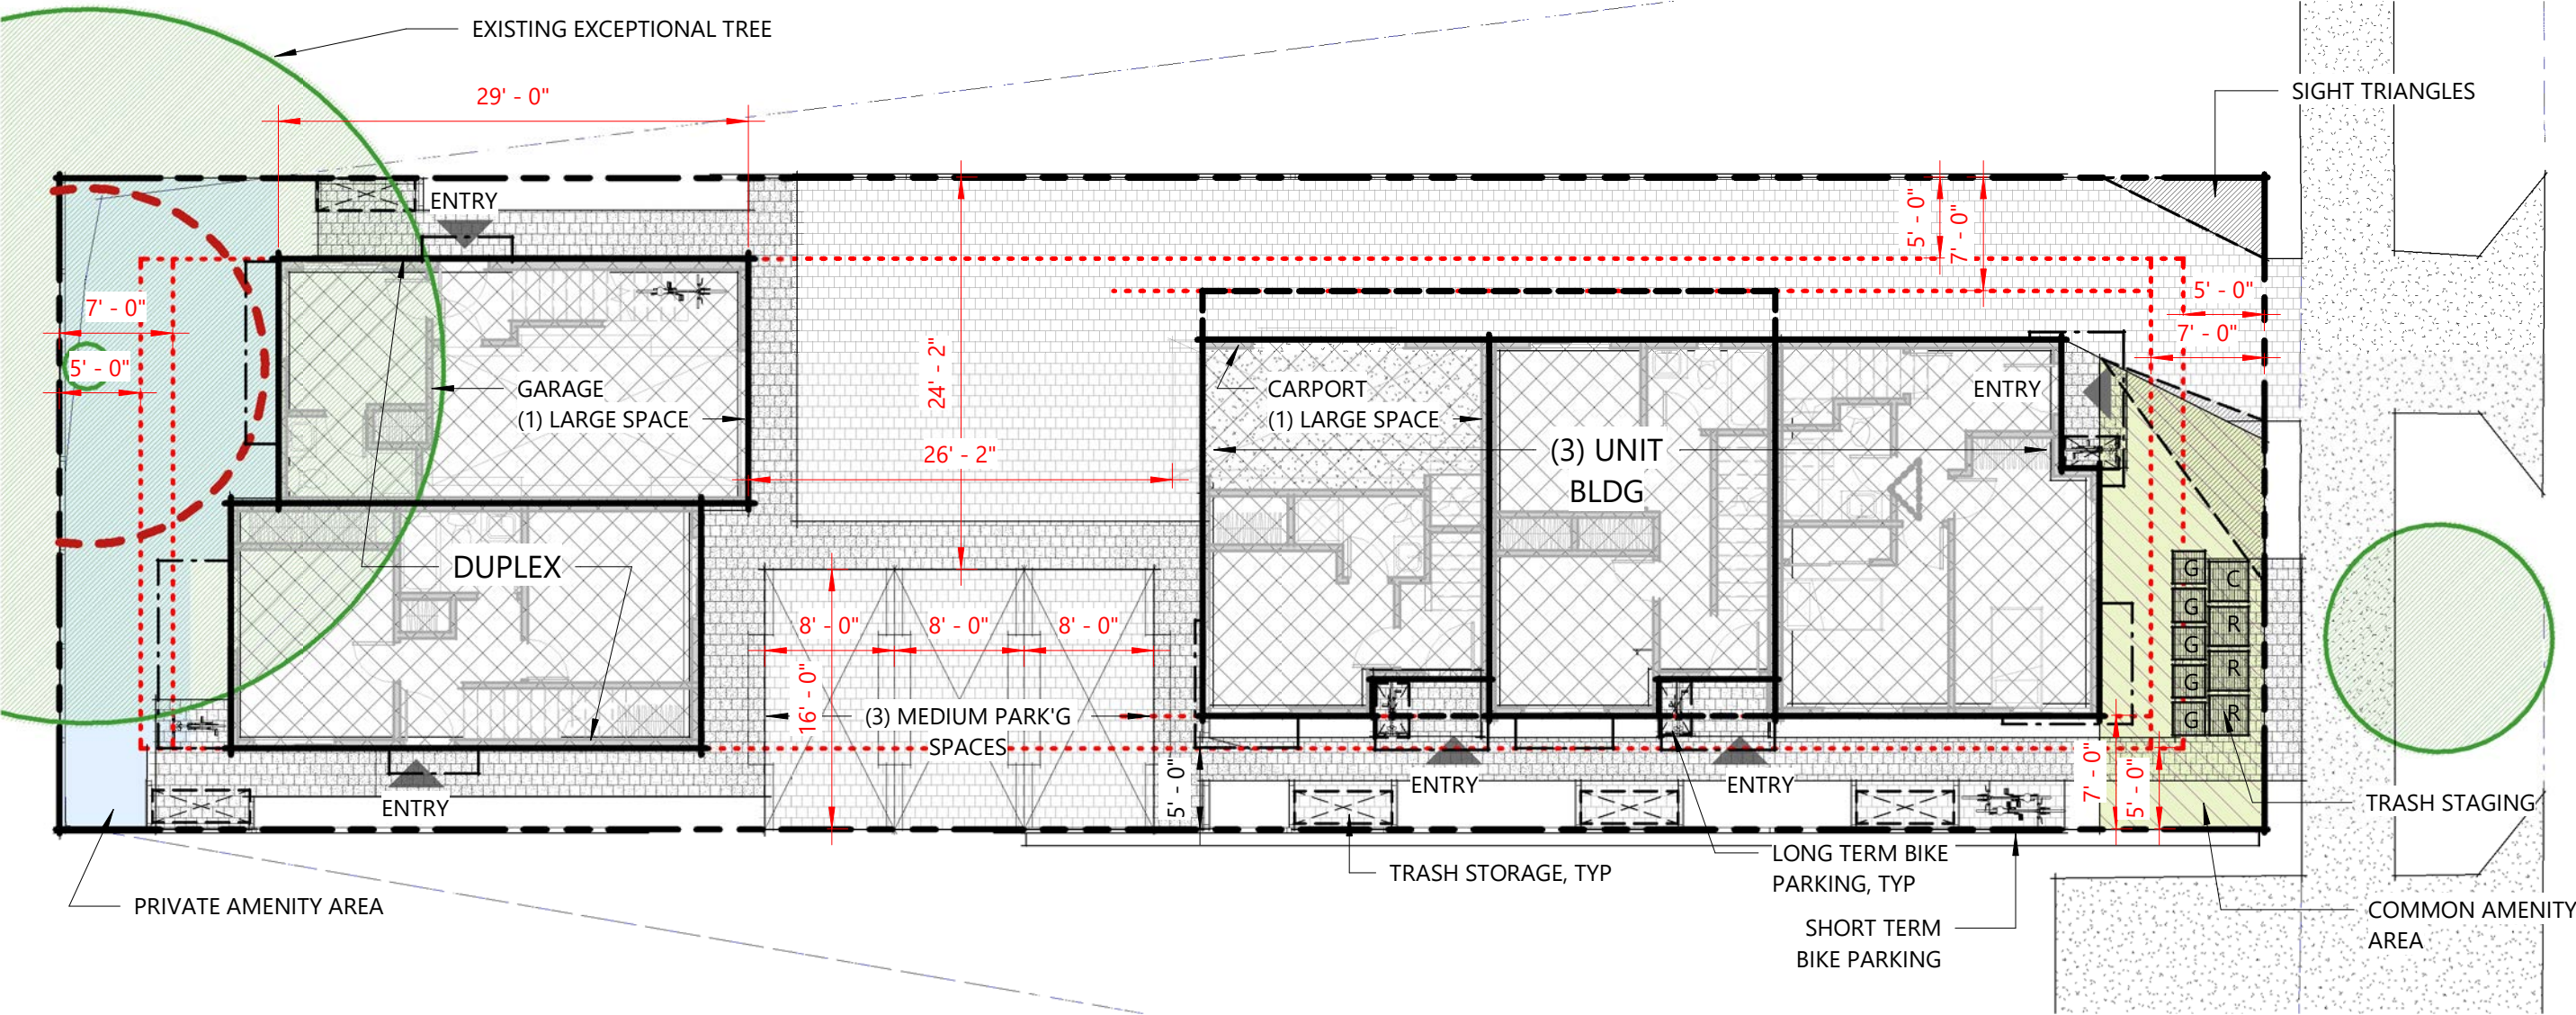 EXISTING EXCEPTIONAL TREE
29' - 0"
SIGHT TRIANGLES
ENTRY
5' - 0"
7' - 0"
7' - 0"
5' - 0"
5' - 0"
7' - 0"
24' - 2"
GARAGE
(1) LARGE SPACE
CARPORT
(1) LARGE SPACE
ENTRY
26' - 2"
(3) UNIT
BLDG
DUPLEX
G
C
G
R
G
R
G
R
G
8' - 0"
8' - 0"
8' - 0"
16' - 0"
(3) MEDIUM PARK'G
SPACES
5' - 0"
7' - 0"
5' - 0"
ENTRY
ENTRY
ENTRY
TRASH STAGING
LONG TERM BIKE
PARKING, TYP
TRASH STORAGE, TYP
PRIVATE AMENITY AREA
SHORT TERM
BIKE PARKING
COMMON AMENITY
AREA